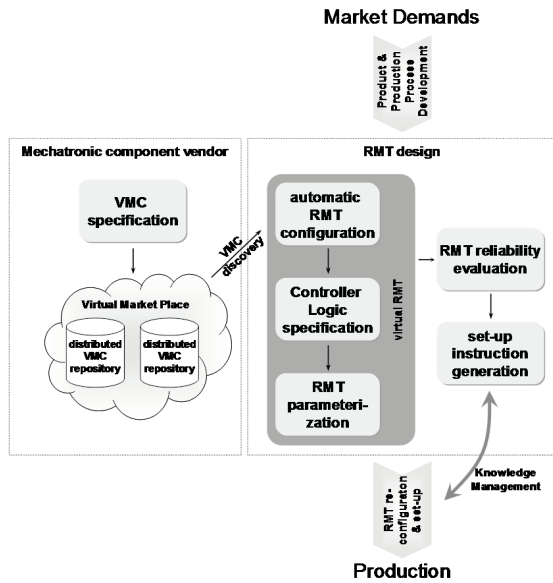 Market Demands
Product &
Production
Process
Development
Mechatronic component vendor
RMT design
VMC
specification
VMC
discovery
Virtual Market Place
distributed
VMC
repository
distributed
VMC
repository
automatic
RMT
configuration
Controller
Logic
specification
RMT
parameteri-
zation
virtual RMT
RMT reliability
evaluation
set-up
instruction
generation
Knowledge
Management
RMT re-
configuraton
& set-up
Production